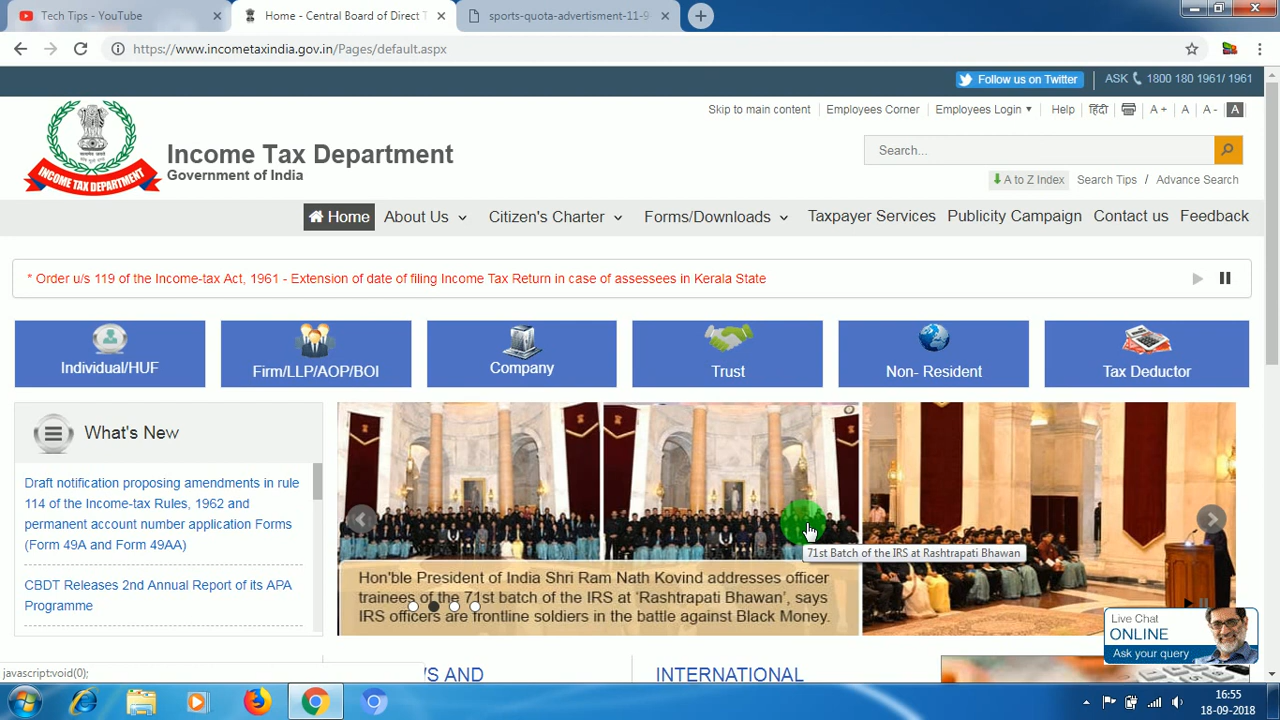 Tech Tips - YouTube
Home - Central Board of Direct T
sports-quota-advertisment-11-9
https://www.incometaxindia.gov.in/Pages/default.aspx
Follow us on Twitter
ASK 1800 180 1961/ 1961
Skip to main content
Employees Corner
Employees Login
Help
हिंदी
A +
A
A -
A
INCOME TAX DEPARTMENT
Income Tax Department
Government of India
Search...
A to Z Index
Search Tips / Advance Search
Home
About Us
Citizen's Charter
Forms/Downloads
Taxpayer Services
Publicity Campaign
Contact us
Feedback
* Order u/s 119 of the Income-tax Act, 1961 - Extension of date of filing Income Tax Return in case of assessees in Kerala State
Individual/HUF
Firm/LLP/AOP/BOI
Company
Trust
Non- Resident
Tax Deductor
What's New
Draft notification proposing amendments in rule
114 of the Income-tax Rules, 1962 and
permanent account number application Forms
(Form 49A and Form 49AA)
CBDT Releases 2nd Annual Report of its APA
Programme
71st Batch of the IRS at Rashtrapati Bhawan
Hon'ble President of India Shri Ram Nath Kovind addresses officer
trainees of the 71st batch of the IRS at 'Rashtrapati Bhawan', says
IRS officers are frontline soldiers in the battle against Black Money.
Live Chat
ONLINE
Ask your query
javascript:void(0);
'S AND
INTERNATIONAL
16:55
18-09-2018